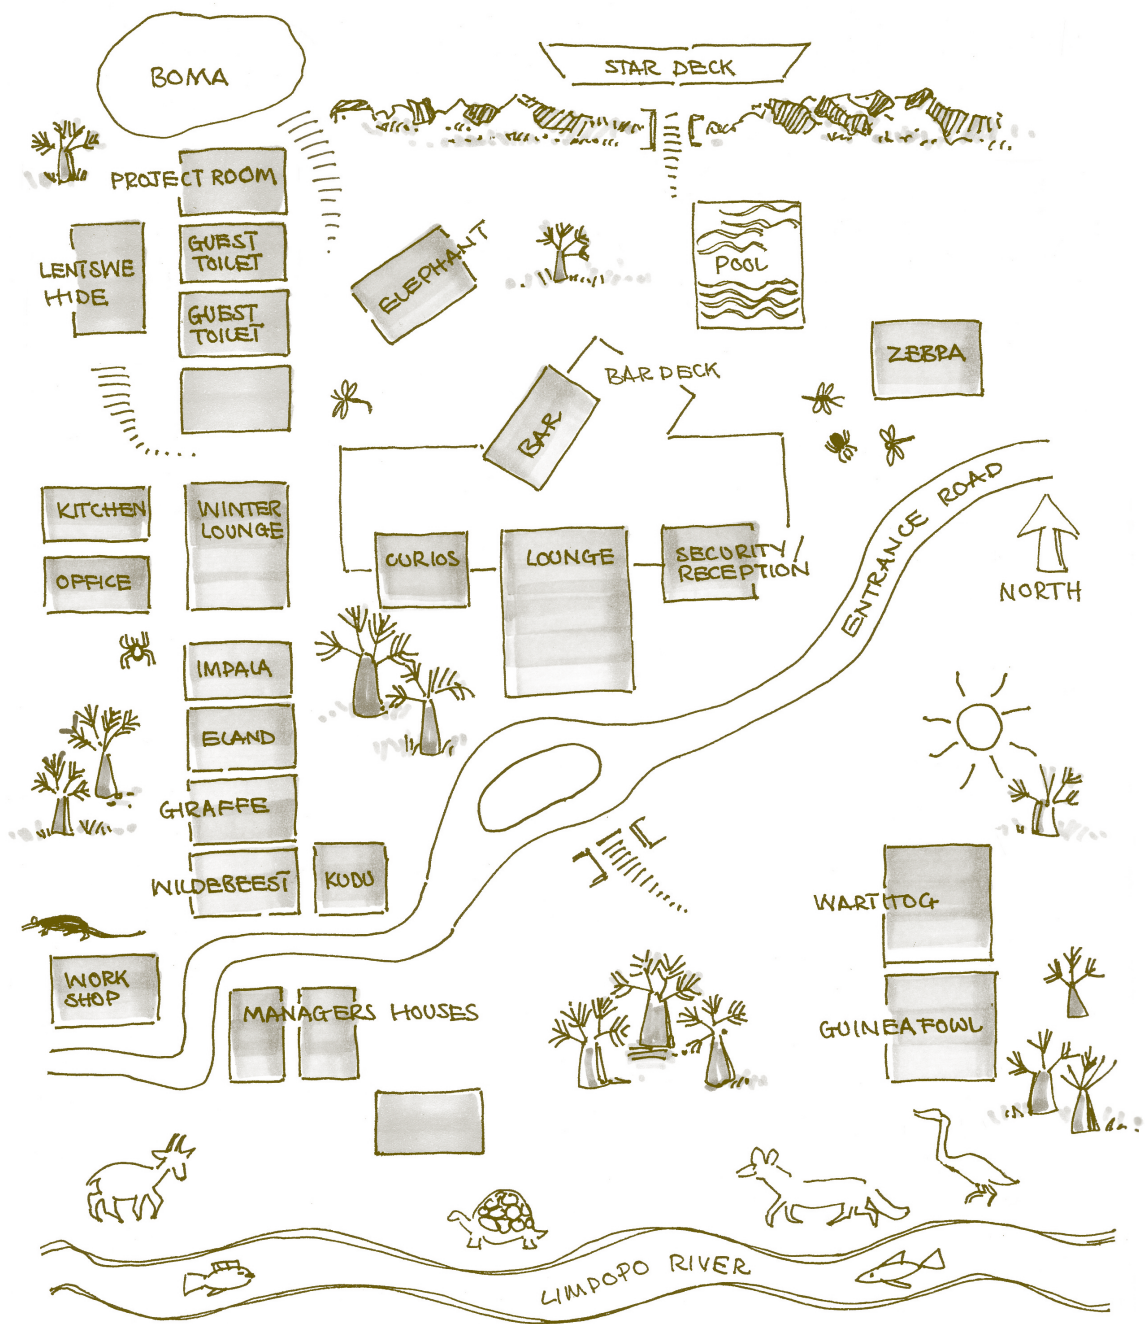 BOMA
STAR DECK
PROJECT ROOM
GUEST
TOILET
LENTSWE
HIDE
GUEST
TOILET
ELEPHANT
POOL
ZEBRA
BAR DECK
BAR
KITCHEN
WINTER
LOUNGE
OFFICE
CURIOS
LOUNGE
SECURITY /
RECEPTION
ENTRANCE ROAD
NORTH
IMPALA
ELAND
GIRAFFE
WILDEBEEST
KUDU
WARTHOG
WORK
SHOP
MANAGERS HOUSES
GUINEAFOWL
LIMPOPO RIVER